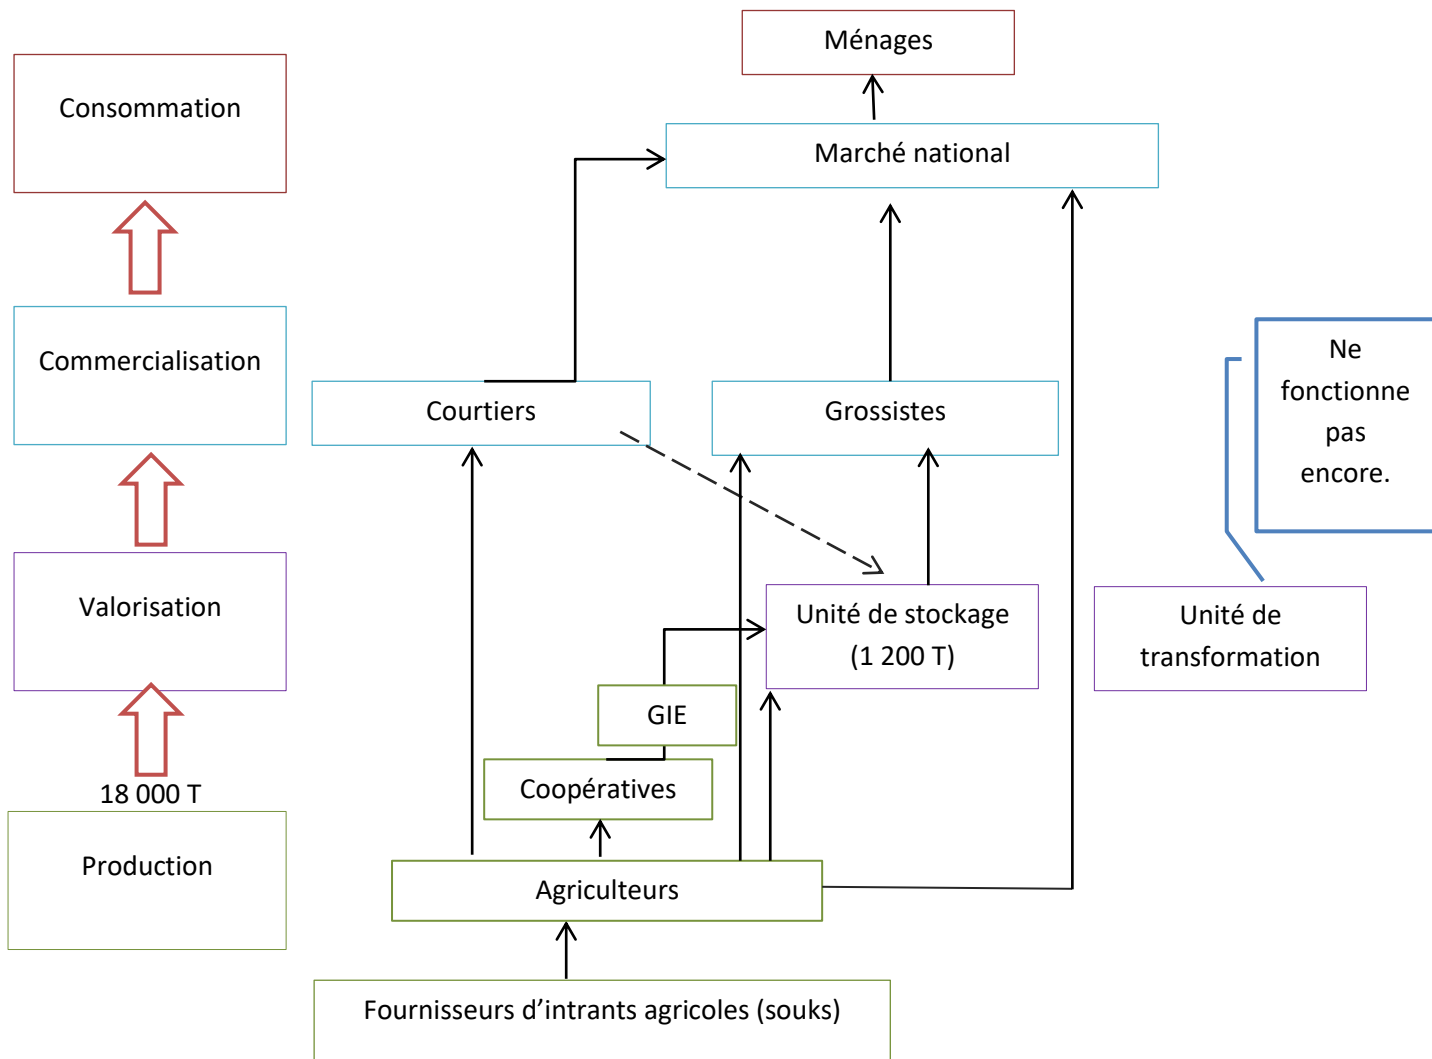 Ménages
Consommation
Marché national
Commercialisation
Courtiers
Grossistes
Ne
fonctionne
pas
encore.
Valorisation
Unité de stockage
(1 200 T)
Unité de
transformation
GIE
Coopératives
18 000 T
Production
Agriculteurs
Fournisseurs d’intrants agricoles (souks)